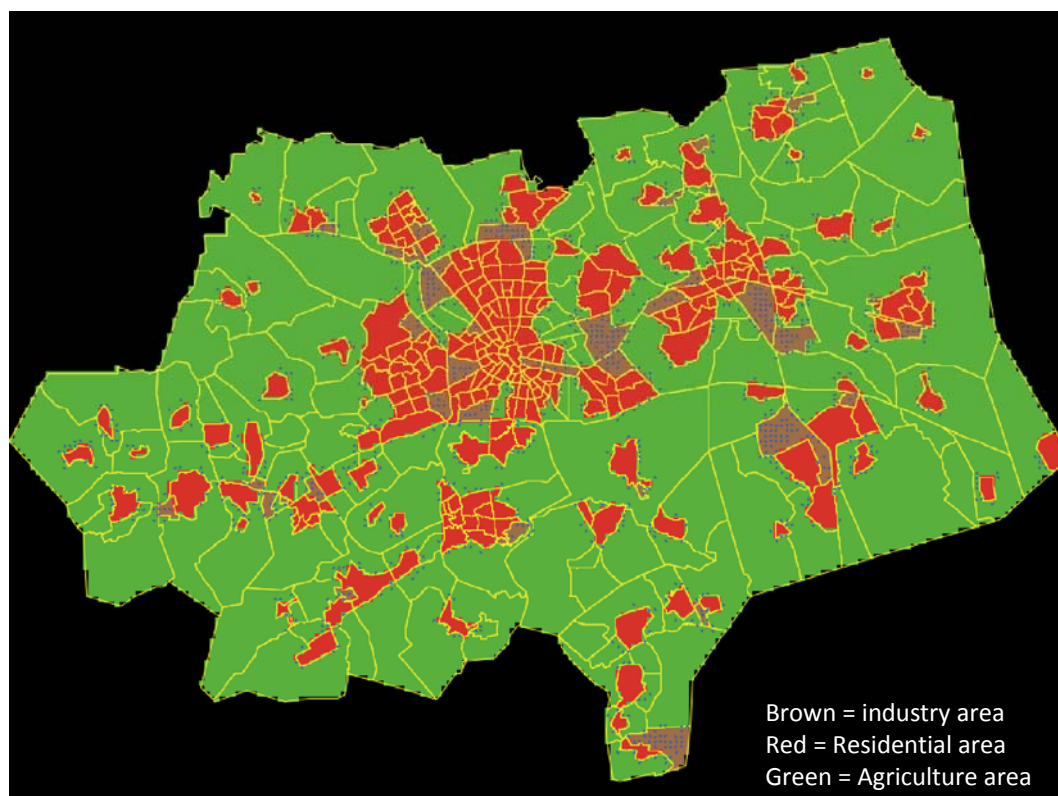 Brown = industry area
Red = Residential area
Green = Agriculture area